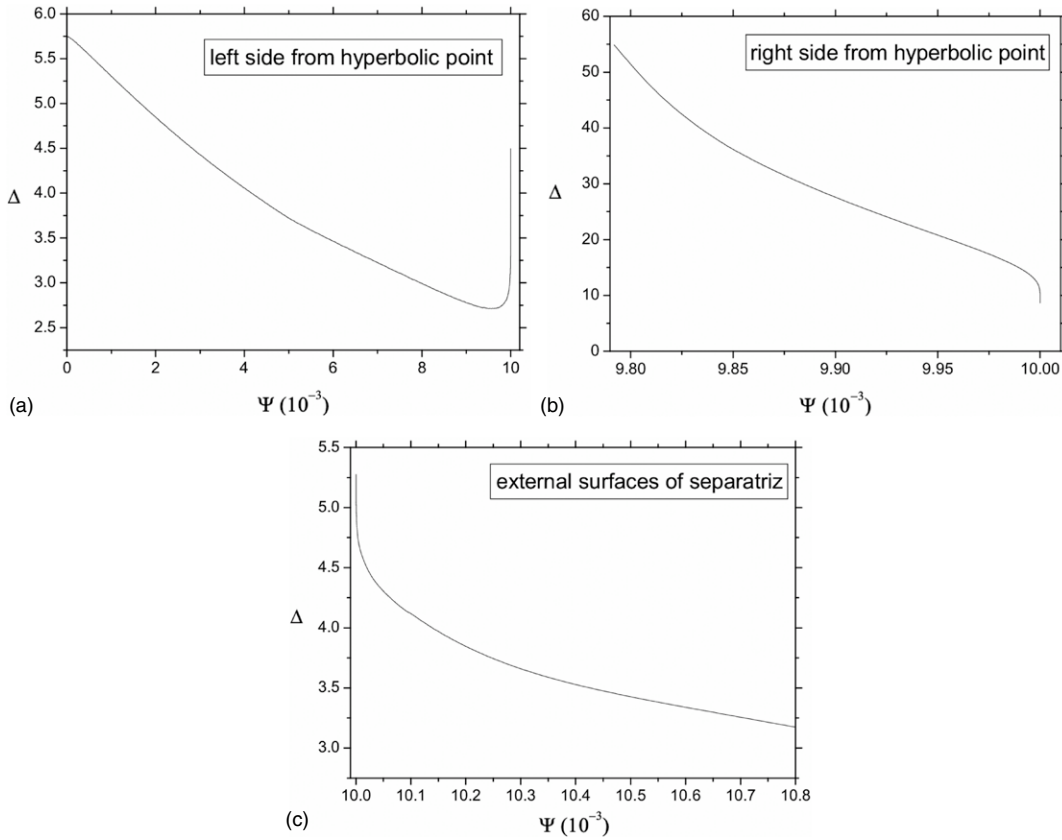 6.0
5.5
5.0
4.5
4.0
3.5
3.0
2.5
Δ
left side from hyperbolic point
0 2 4 6 8 10
Ψ (10⁻³)
(a)
60
50
40
30
20
10
0
Δ
right side from hyperbolic point
9.80 9.85 9.90 9.95 10.00
Ψ (10⁻³)
(b)
5.5
5.0
4.5
4.0
3.5
3.0
Δ
external surfaces of separatriz
10.0 10.1 10.2 10.3 10.4 10.5 10.6 10.7 10.8
Ψ (10⁻³)
(c)